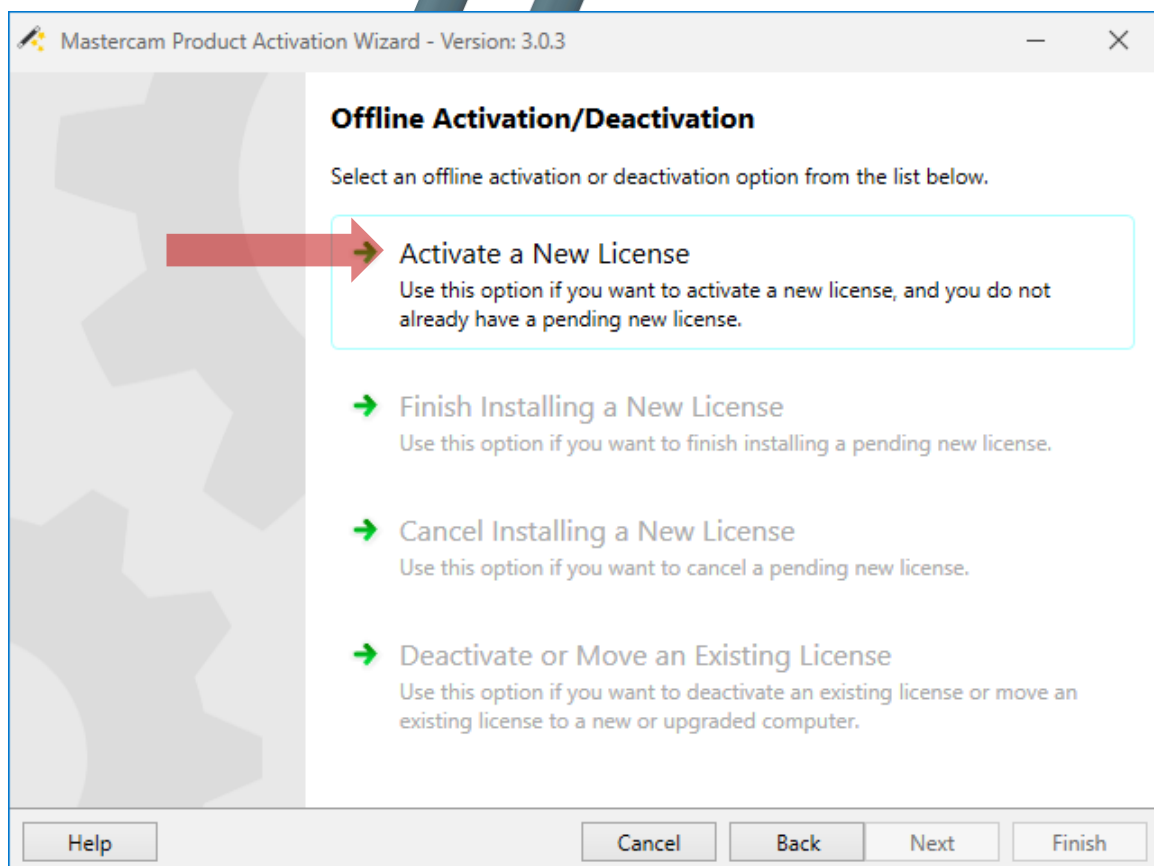 Mastercam Product Activation Wizard - Version: 3.0.3
Offline Activation/Deactivation
Select an offline activation or deactivation option from the list below.
Activate a New License
Use this option if you want to activate a new license, and you do not
already have a pending new license.
Finish Installing a New License
Use this option if you want to finish installing a pending new license.
Cancel Installing a New License
Use this option if you want to cancel a pending new license.
Deactivate or Move an Existing License
Use this option if you want to deactivate an existing license or move an
existing license to a new or upgraded computer.
Help Cancel Back Next Finish